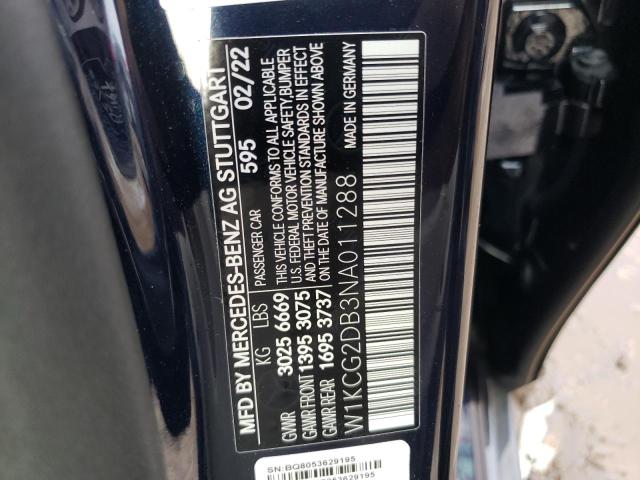 MFD BY MERCEDES-BENZ AG STUTTGART
595 02/22
KG LBS PASSENGER CAR
GVWR 3025 6669
GAWR FRONT 1395 3075
GAWR REAR 1695 3737
THIS VEHICLE CONFORMS TO ALL APPLICABLE
U.S. FEDERAL MOTOR VEHICLE SAFETY, BUMPER
AND THEFT PREVENTION STANDARDS IN EFFECT
ON THE DATE OF MANUFACTURE SHOWN ABOVE
W1KCG2DB3NA011288 MADE IN GERMANY
SN:BQ8053629195